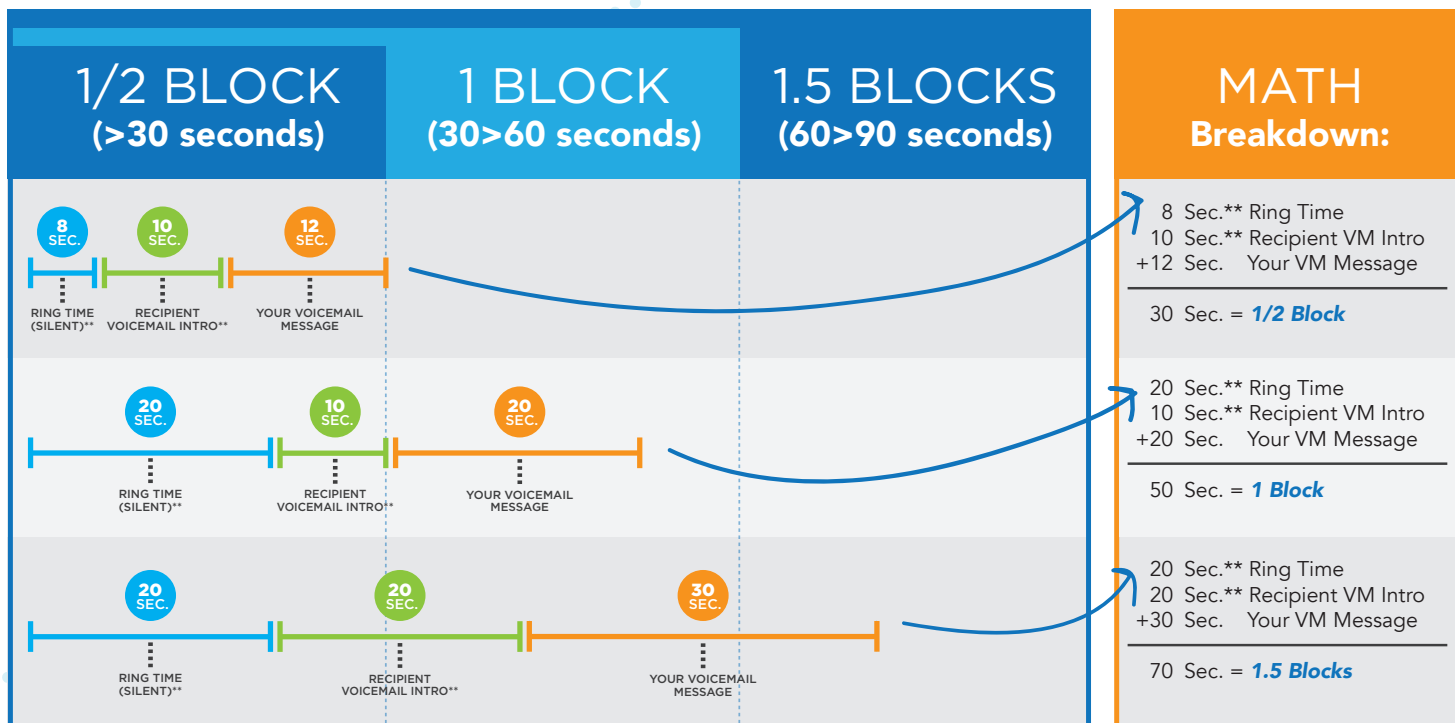 1/2 BLOCK
(>30 seconds)
1 BLOCK
(30>60 seconds)
1.5 BLOCKS
(60>90 seconds)
MATH
Breakdown:
8
SEC.
10
SEC.
12
SEC.
RING TIME
(SILENT)**
RECIPIENT
VOICEMAIL INTRO**
YOUR VOICEMAIL
MESSAGE
8 Sec.** Ring Time
10 Sec.** Recipient VM Intro
+12 Sec. Your VM Message
30 Sec. = 1/2 Block
20
SEC.
10
SEC.
20
SEC.
RING TIME
(SILENT)**
RECIPIENT
VOICEMAIL INTRO**
YOUR VOICEMAIL
MESSAGE
20 Sec.** Ring Time
10 Sec.** Recipient VM Intro
+20 Sec. Your VM Message
50 Sec. = 1 Block
20
SEC.
20
SEC.
30
SEC.
RING TIME
(SILENT)**
RECIPIENT
VOICEMAIL INTRO**
YOUR VOICEMAIL
MESSAGE
20 Sec.** Ring Time
20 Sec.** Recipient VM Intro
+30 Sec. Your VM Message
70 Sec. = 1.5 Blocks